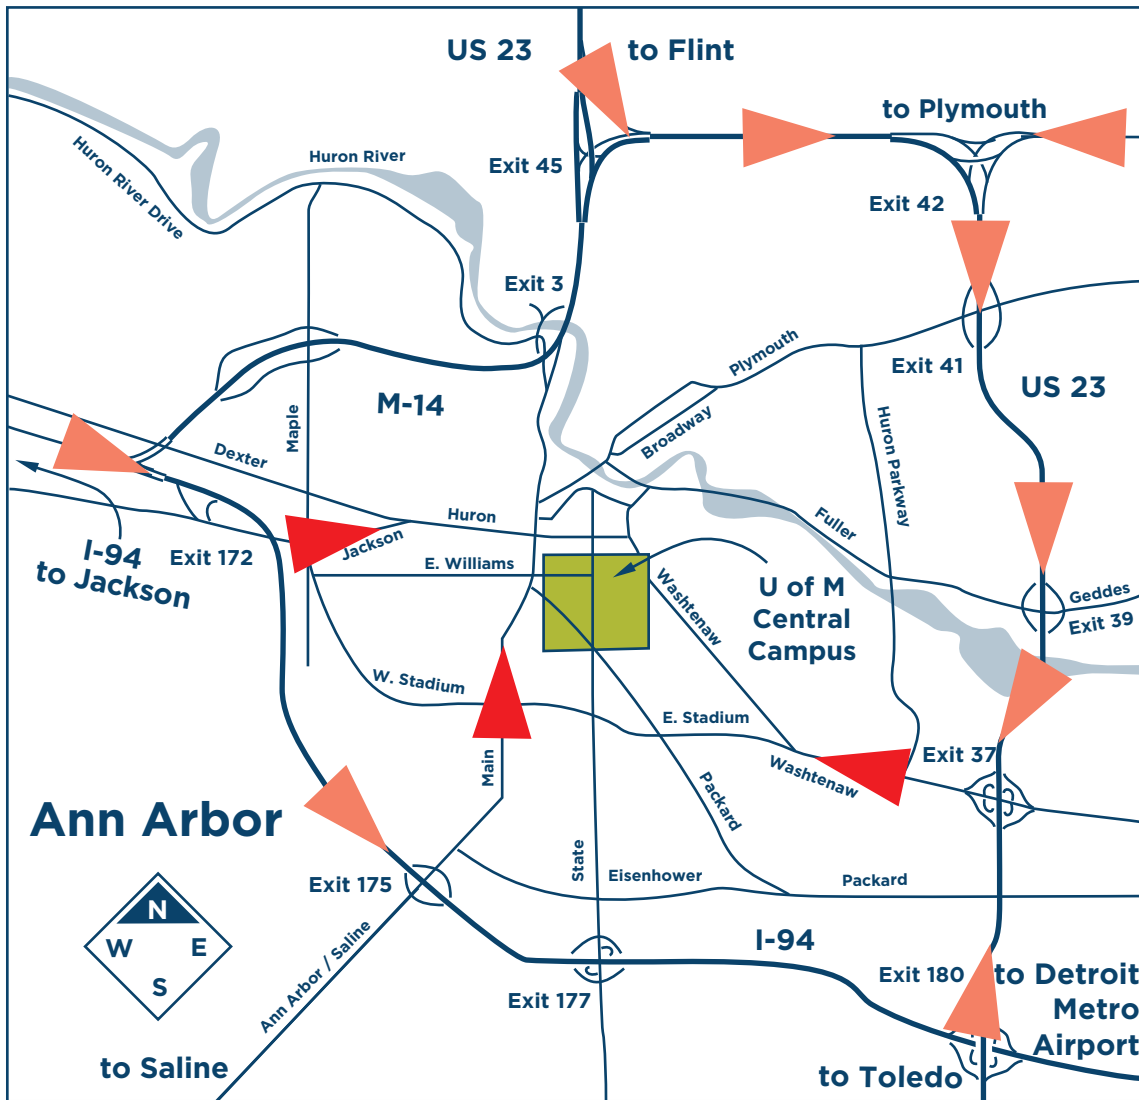 US 23
to Flint
to Plymouth
Exit 45
Huron River
Huron River Drive
Exit 42
Exit 3
Plymouth
Exit 41
US 23
M-14
Maple
Broadway
Huron Parkway
Dexter
Huron
Jackson
Fuller
Exit 172
I-94
to Jackson
E. Williams
U of M
Central
Campus
Washtenaw
Geddes
Exit 39
W. Stadium
E. Stadium
Main
Exit 37
Washtenaw
Packard
Ann Arbor
State
Exit 175
Eisenhower
Packard
N
W
E
S
Ann Arbor / Saline
I-94
Exit 177
Exit 180
to Detroit
Metro
Airport
to Saline
to Toledo